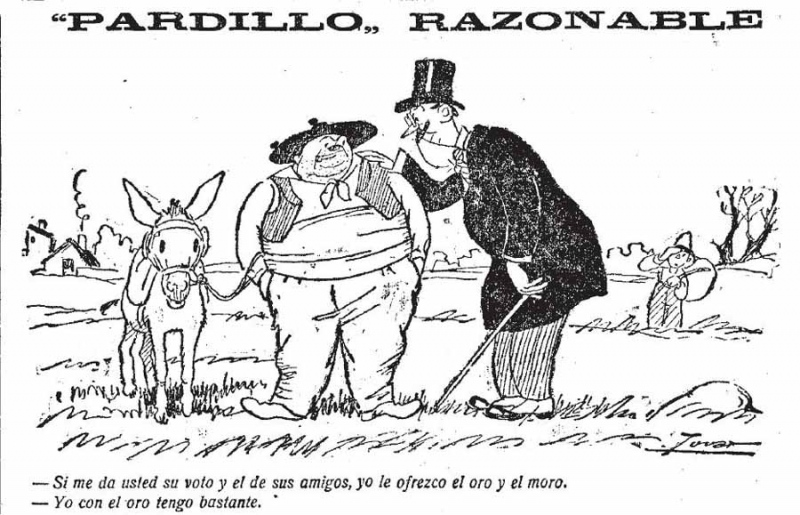 “PARDILLO„ RAZONABLE
Tovar
— Si me da usted su voto y el de sus amigos, yo le ofrezco el oro y el moro.
— Yo con el oro tengo bastante.